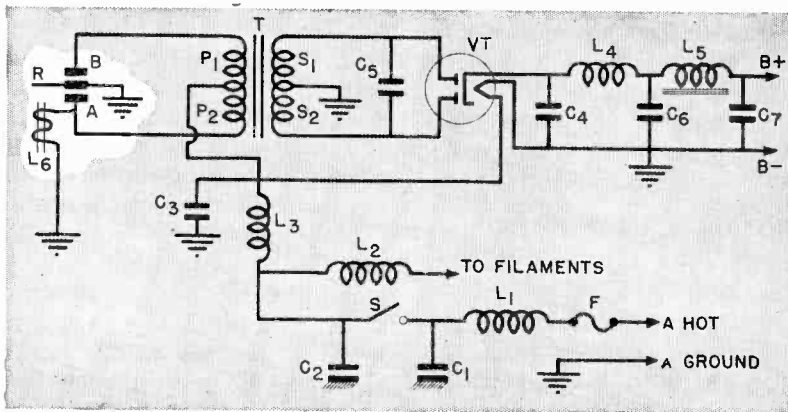 T
VT
L4
L5
B+
P1
S1
C5
R
B
A
P2
S2
C4
C6
C7
L6
B-
C3
L3
L2
TO FILAMENTS
S
L1
F
A HOT
C2
C1
A GROUND